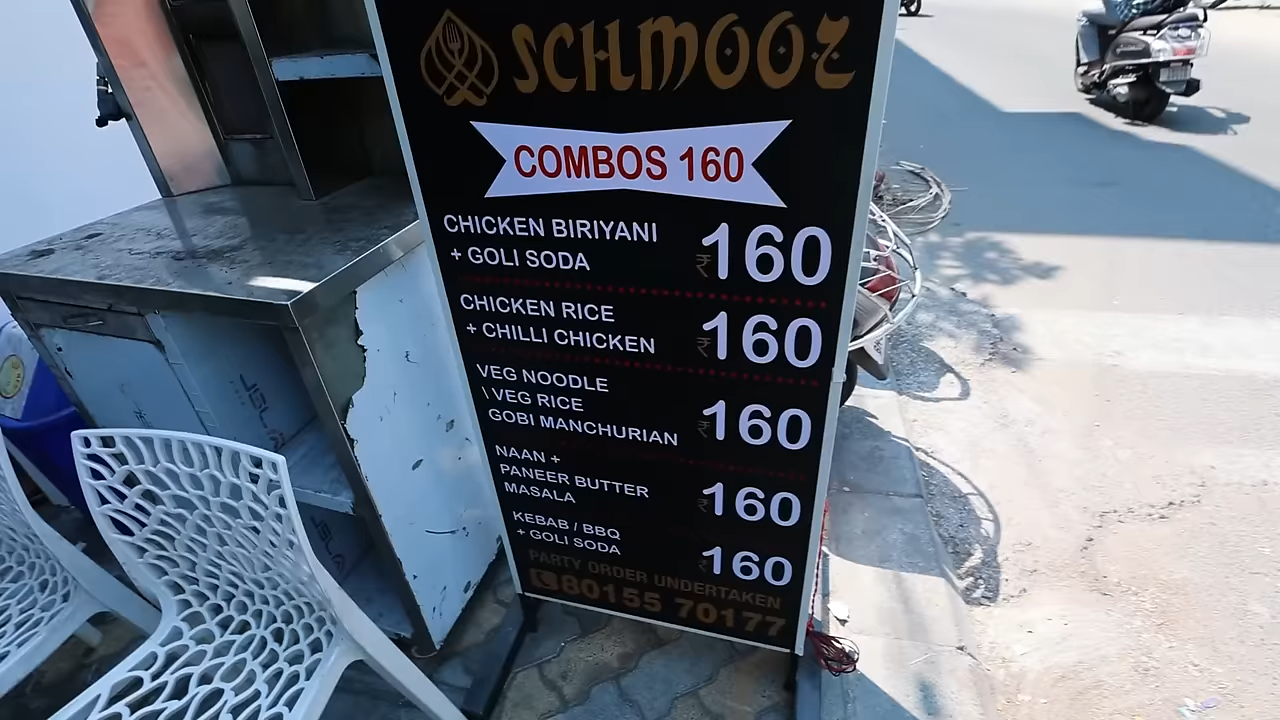 SCHMOOZ
COMBOS 160
CHICKEN BIRIYANI
+ GOLI SODA
₹160
CHICKEN RICE
+ CHILLI CHICKEN
₹160
VEG NOODLE
\ VEG RICE
GOBI MANCHURIAN
₹160
NAAN +
PANEER BUTTER
MASALA
₹160
KEBAB / BBQ
+ GOLI SODA
₹160
PARTY ORDER UNDERTAKEN
80155 70177